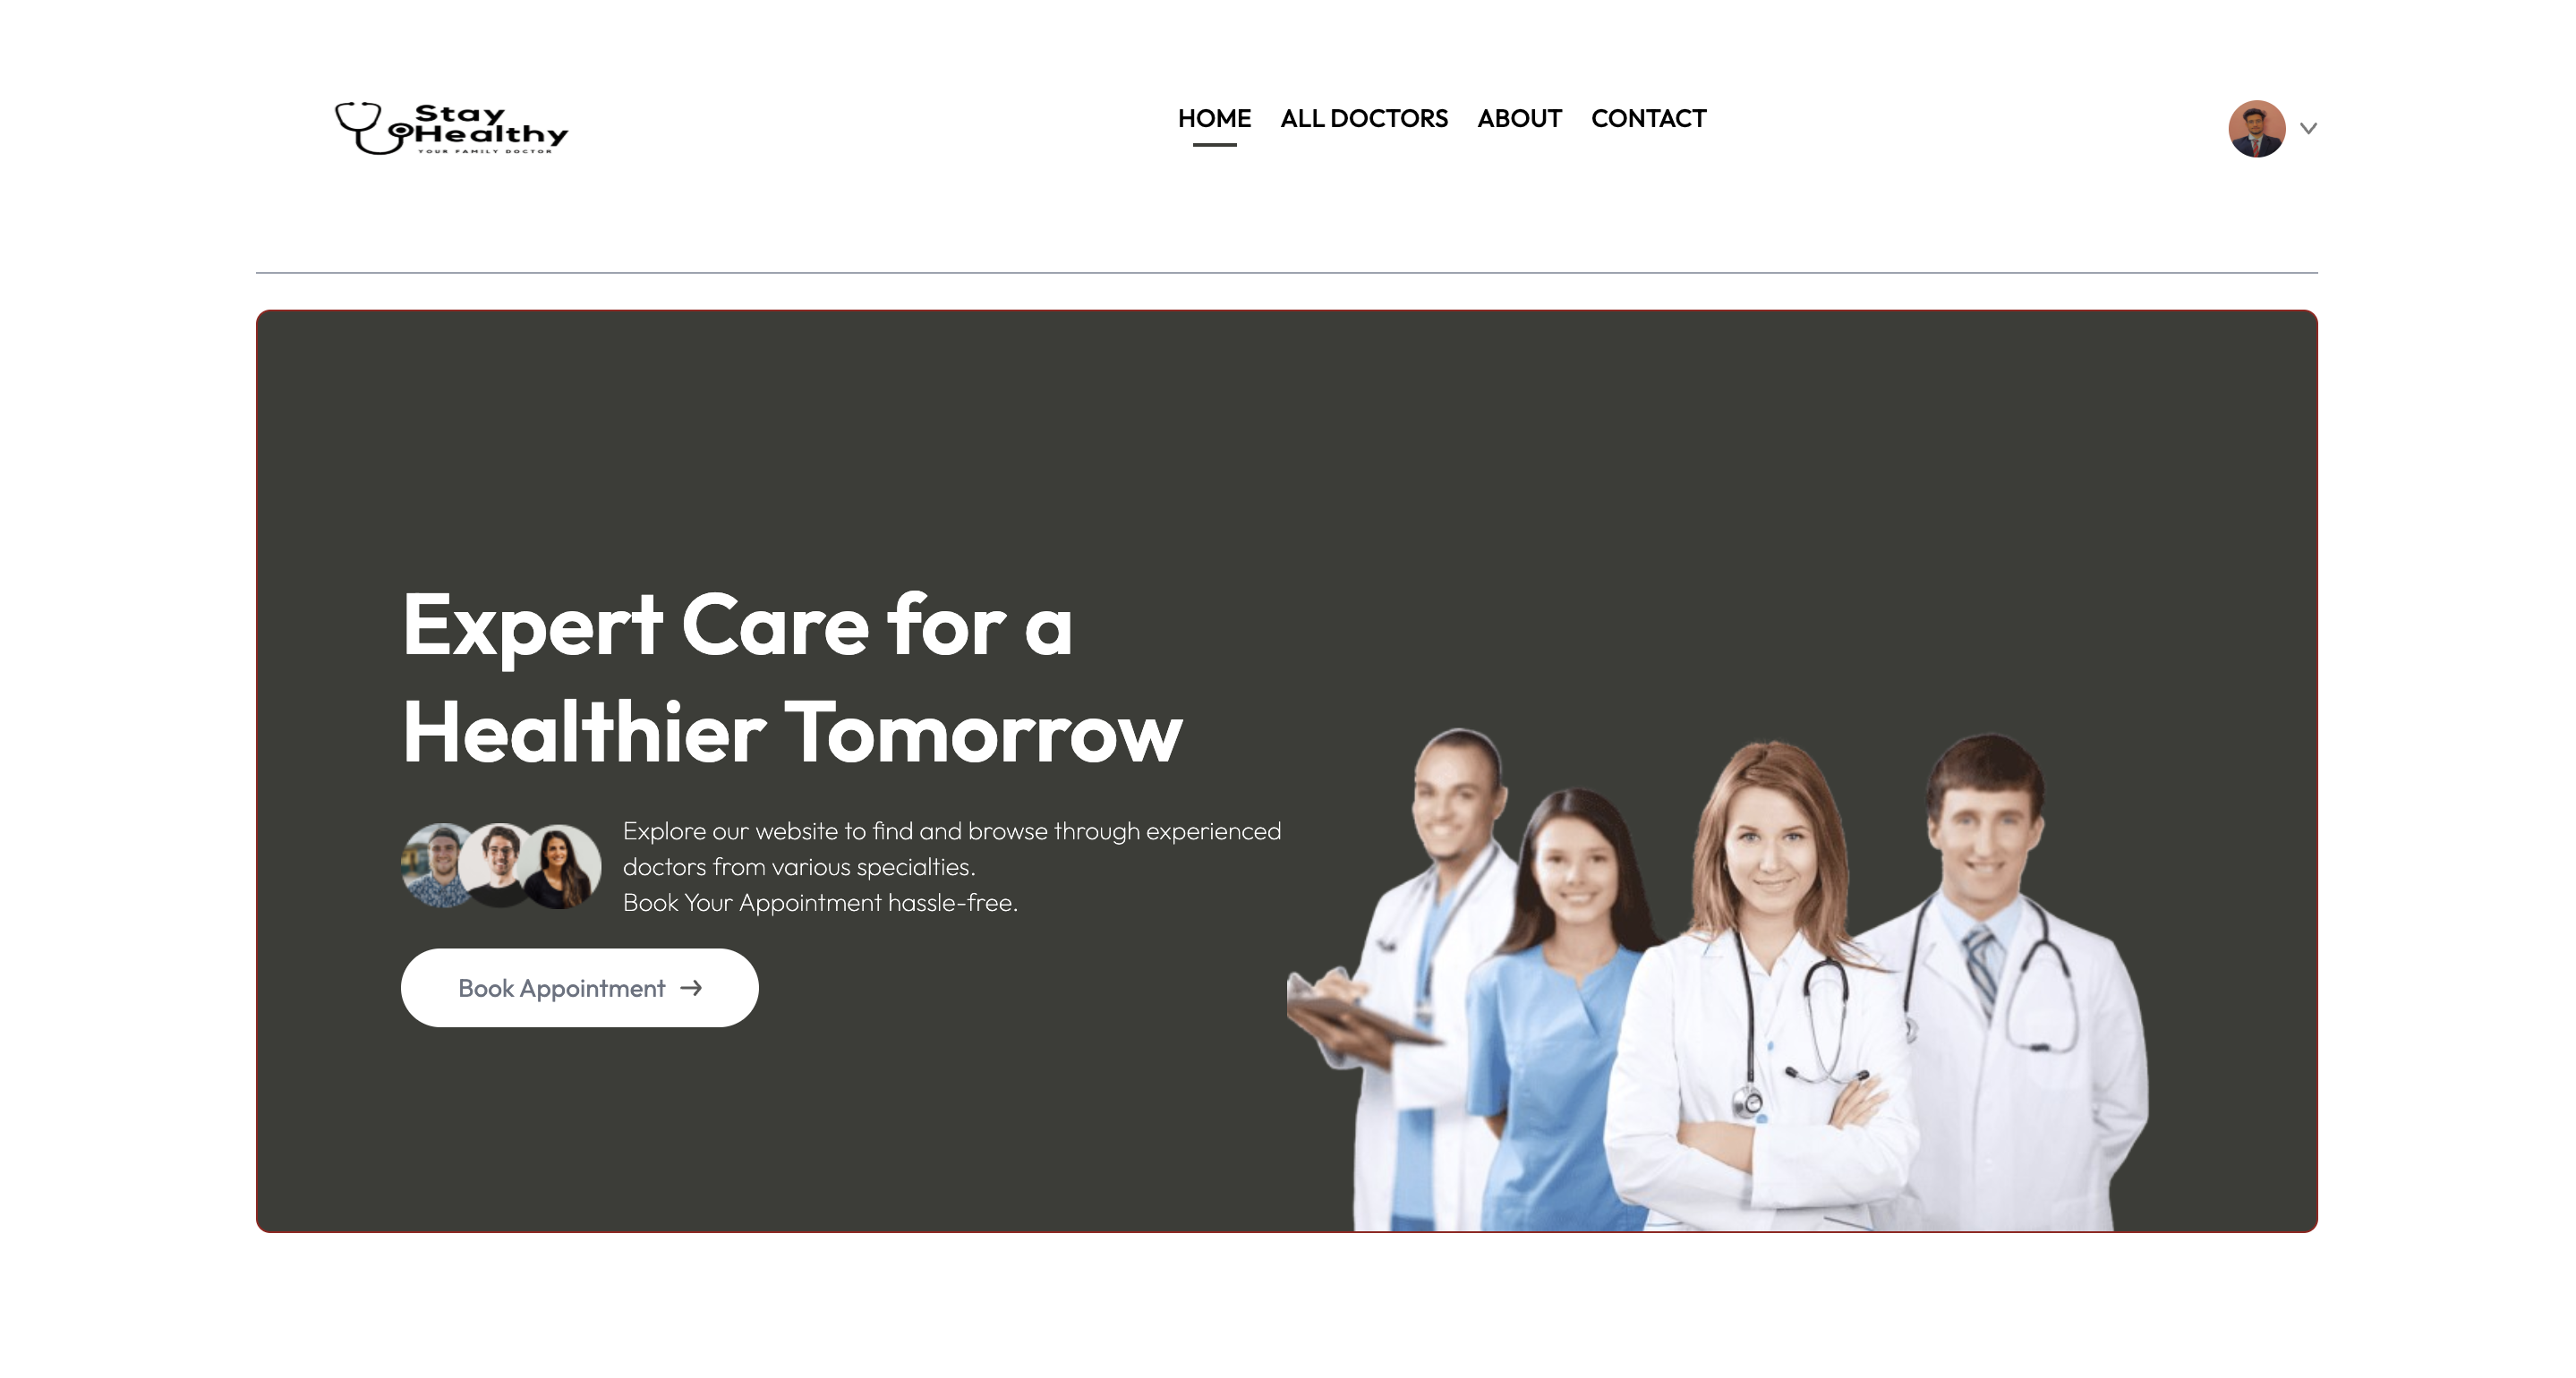 Stay
Healthy
YOUR FAMILY DOCTOR
HOME
ALL DOCTORS
ABOUT
CONTACT
Expert Care for a
Healthier Tomorrow
Explore our website to find and browse through experienced
doctors from various specialties.
Book Your Appointment hassle-free.
Book Appointment →